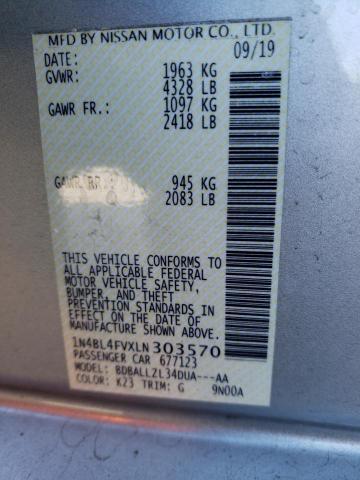 MFD BY NISSAN MOTOR CO., LTD.
DATE: 09/19
GVWR: 1963 KG
4328 LB
GAWR FR.: 1097 KG
2418 LB
GAWR RR. 945 KG
2083 LB
THIS VEHICLE CONFORMS TO
ALL APPLICABLE FEDERAL
MOTOR VEHICLE SAFETY,
BUMPER, AND THEFT
PREVENTION STANDARDS
IN EFFECT ON THE DATE OF
MANUFACTURE SHOWN ABOVE.
1N4BL4FVXLN303570
PASSENGER CAR 677123
MODEL: BDBALLZL34DUA---AA
COLOR: K23 TRIM: G 9N00A